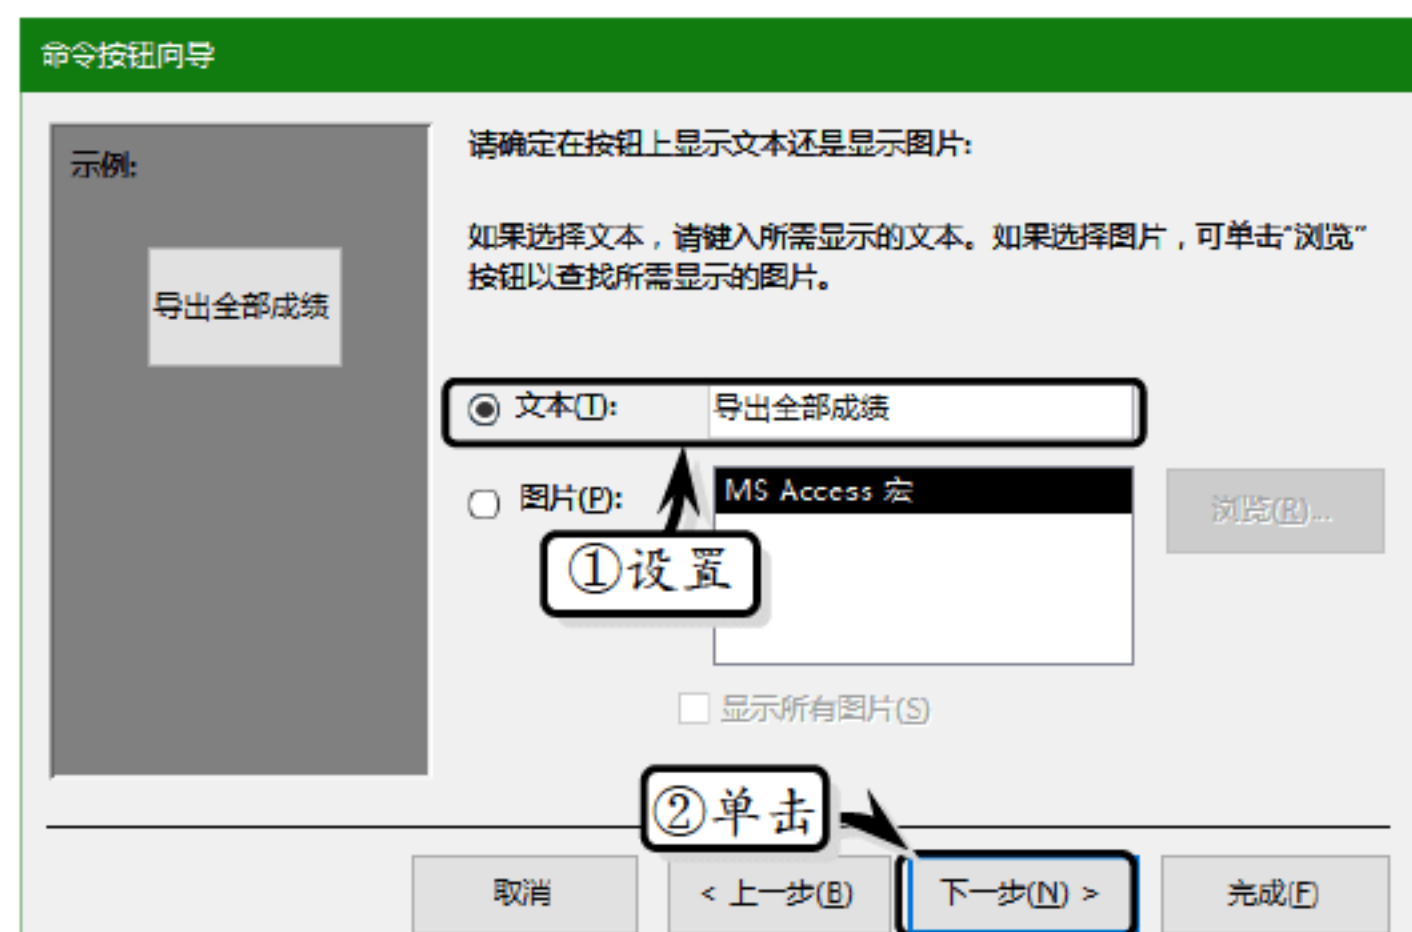 命令按钮向导
示例:
导出全部成绩
请确定在按钮上显示文本还是显示图片:
如果选择文本，请键入所需显示的文本。如果选择图片，可单击“浏览”
按钮以查找所需显示的图片。
文本(T): 导出全部成绩
图片(P): MS Access 宏 浏览(R)...
①设置
显示所有图片(S)
②单击
取消 < 上一步(B) 下一步(N) > 完成(F)